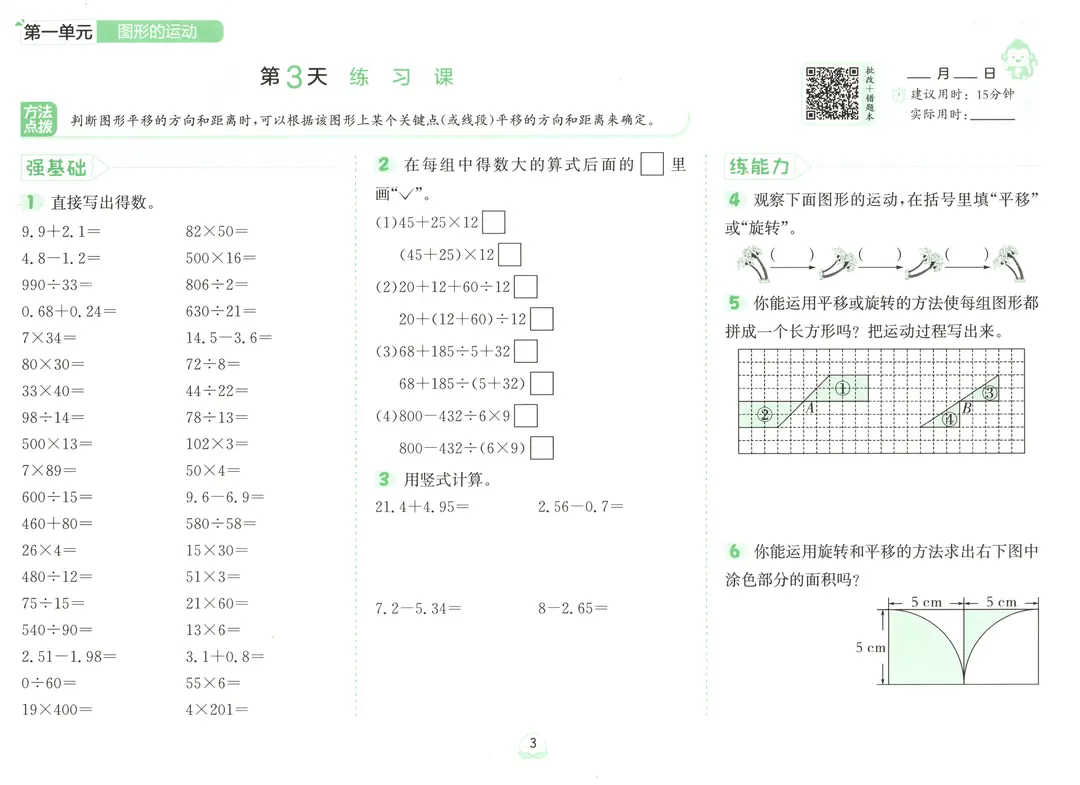 第一单元 图形的运动
第3天 练习课
批改+错题本
___月___日
建议用时：15分钟
实际用时：______
方法点拨
判断图形平移的方向和距离时，可以根据该图形上某个关键点(或线段)平移的方向和距离来确定。
强基础
1 直接写出得数。
9.9+2.1= 82×50=
4.8－1.2= 500×16=
990÷33= 806÷2=
0.68+0.24= 630÷21=
7×34= 14.5－3.6=
80×30= 72÷8=
33×40= 44÷22=
98÷14= 78÷13=
500×13= 102×3=
7×89= 50×4=
600÷15= 9.6－6.9=
460+80= 580÷58=
26×4= 15×30=
480÷12= 51×3=
75÷15= 21×60=
540÷90= 13×6=
2.51－1.98= 3.1+0.8=
0÷60= 55×6=
19×400= 4×201=
2 在每组中得数大的算式后面的□里
画“✓”。
(1)45+25×12□
(45+25)×12□
(2)20+12+60÷12□
20+(12+60)÷12□
(3)68+185÷5+32□
68+185÷(5+32)□
(4)800－432÷6×9□
800－432÷(6×9)□
3 用竖式计算。
21.4+4.95= 2.56－0.7=
7.2－5.34= 8－2.65=
练能力
4 观察下面图形的运动，在括号里填“平移”
或“旋转”。
( ) ( ) ( )
5 你能运用平移或旋转的方法使每组图形都
拼成一个长方形吗？把运动过程写出来。
① ② A ③ ④ B
6 你能运用旋转和平移的方法求出右下图中
涂色部分的面积吗？
5 cm 5 cm
5 cm
3